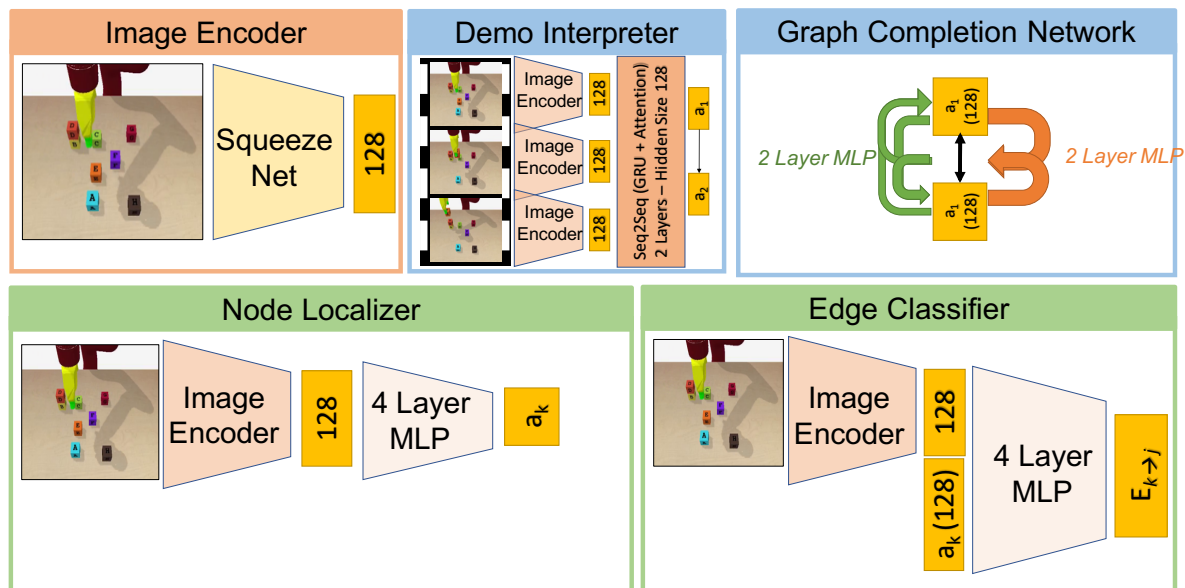 Image Encoder
Squeeze
Net
128
Demo Interpreter
Image
Encoder
128
Image
Encoder
128
Image
Encoder
128
Seq2Seq (GRU + Attention)
2 Layers – Hidden Size 128
a1
a2
Graph Completion Network
a1
(128)
2 Layer MLP
2 Layer MLP
a1
(128)
Node Localizer
Image
Encoder
128
4 Layer
MLP
ak
Edge Classifier
Image
Encoder
128
ak (128)
4 Layer
MLP
Ek→j